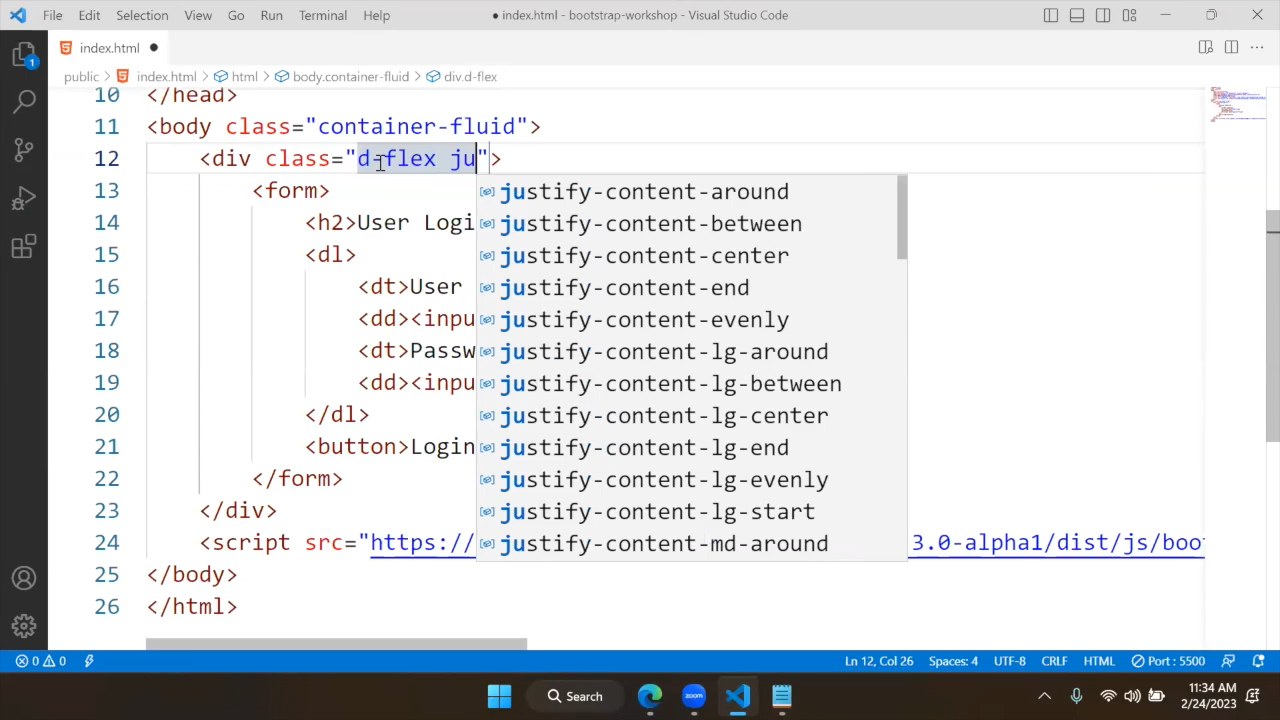 File Edit Selection View Go Run Terminal Help
● index.html - bootstrap-workshop - Visual Studio Code
index.html ●
public > index.html > html > body.container-fluid > div.d-flex
10 </head>
11 <body class="container-fluid">
12 <div class="d-flex ju">
13 <form>
14 <h2>User Logi
15 <dl>
16 <dt>User
17 <dd><inpu
18 <dt>Passw
19 <dd><inpu
20 </dl>
21 <button>Login
22 </form>
23 </div>
24 <script src="https:// 3.0-alpha1/dist/js/boo
25 </body>
26 </html>
justify-content-around
justify-content-between
justify-content-center
justify-content-end
justify-content-evenly
justify-content-lg-around
justify-content-lg-between
justify-content-lg-center
justify-content-lg-end
justify-content-lg-evenly
justify-content-lg-start
justify-content-md-around
1
0 0 Ln 12, Col 26 Spaces: 4 UTF-8 CRLF HTML Port : 5500
Search zoom 11:34 AM
2/24/2023